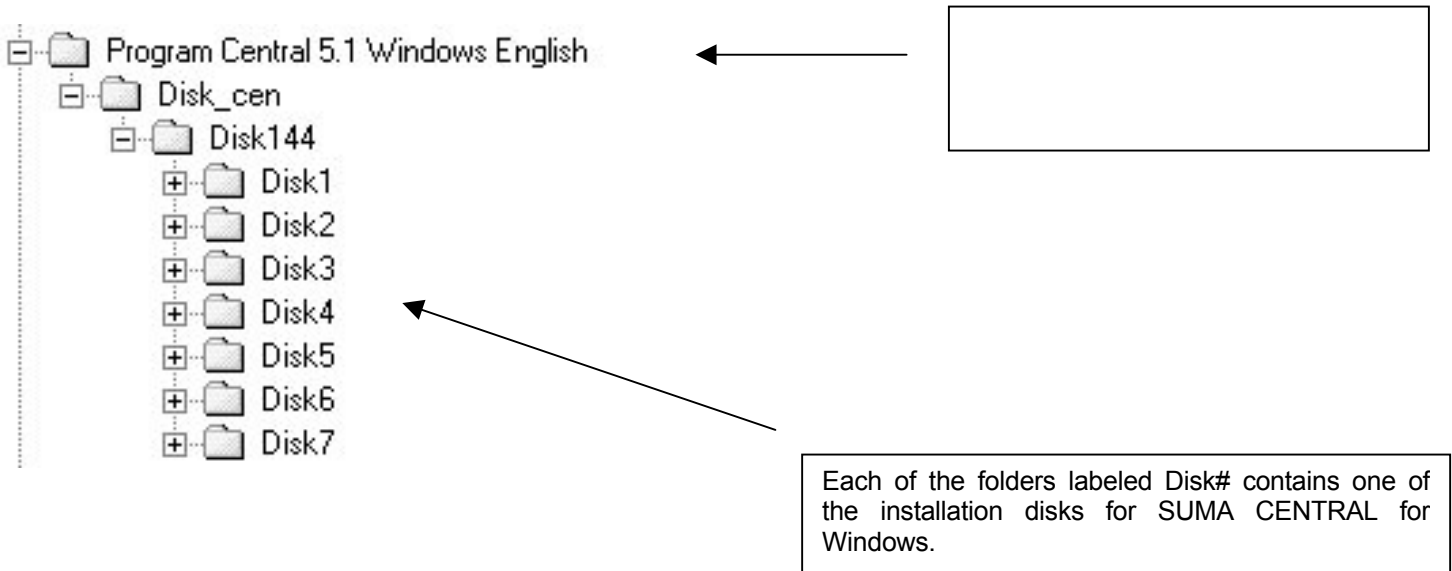 Program Central 5.1 Windows English
Disk_cen
Disk144
Disk1
Disk2
Disk3
Disk4
Disk5
Disk6
Disk7
Each of the folders labeled Disk# contains one of
the installation disks for SUMA CENTRAL for
Windows.